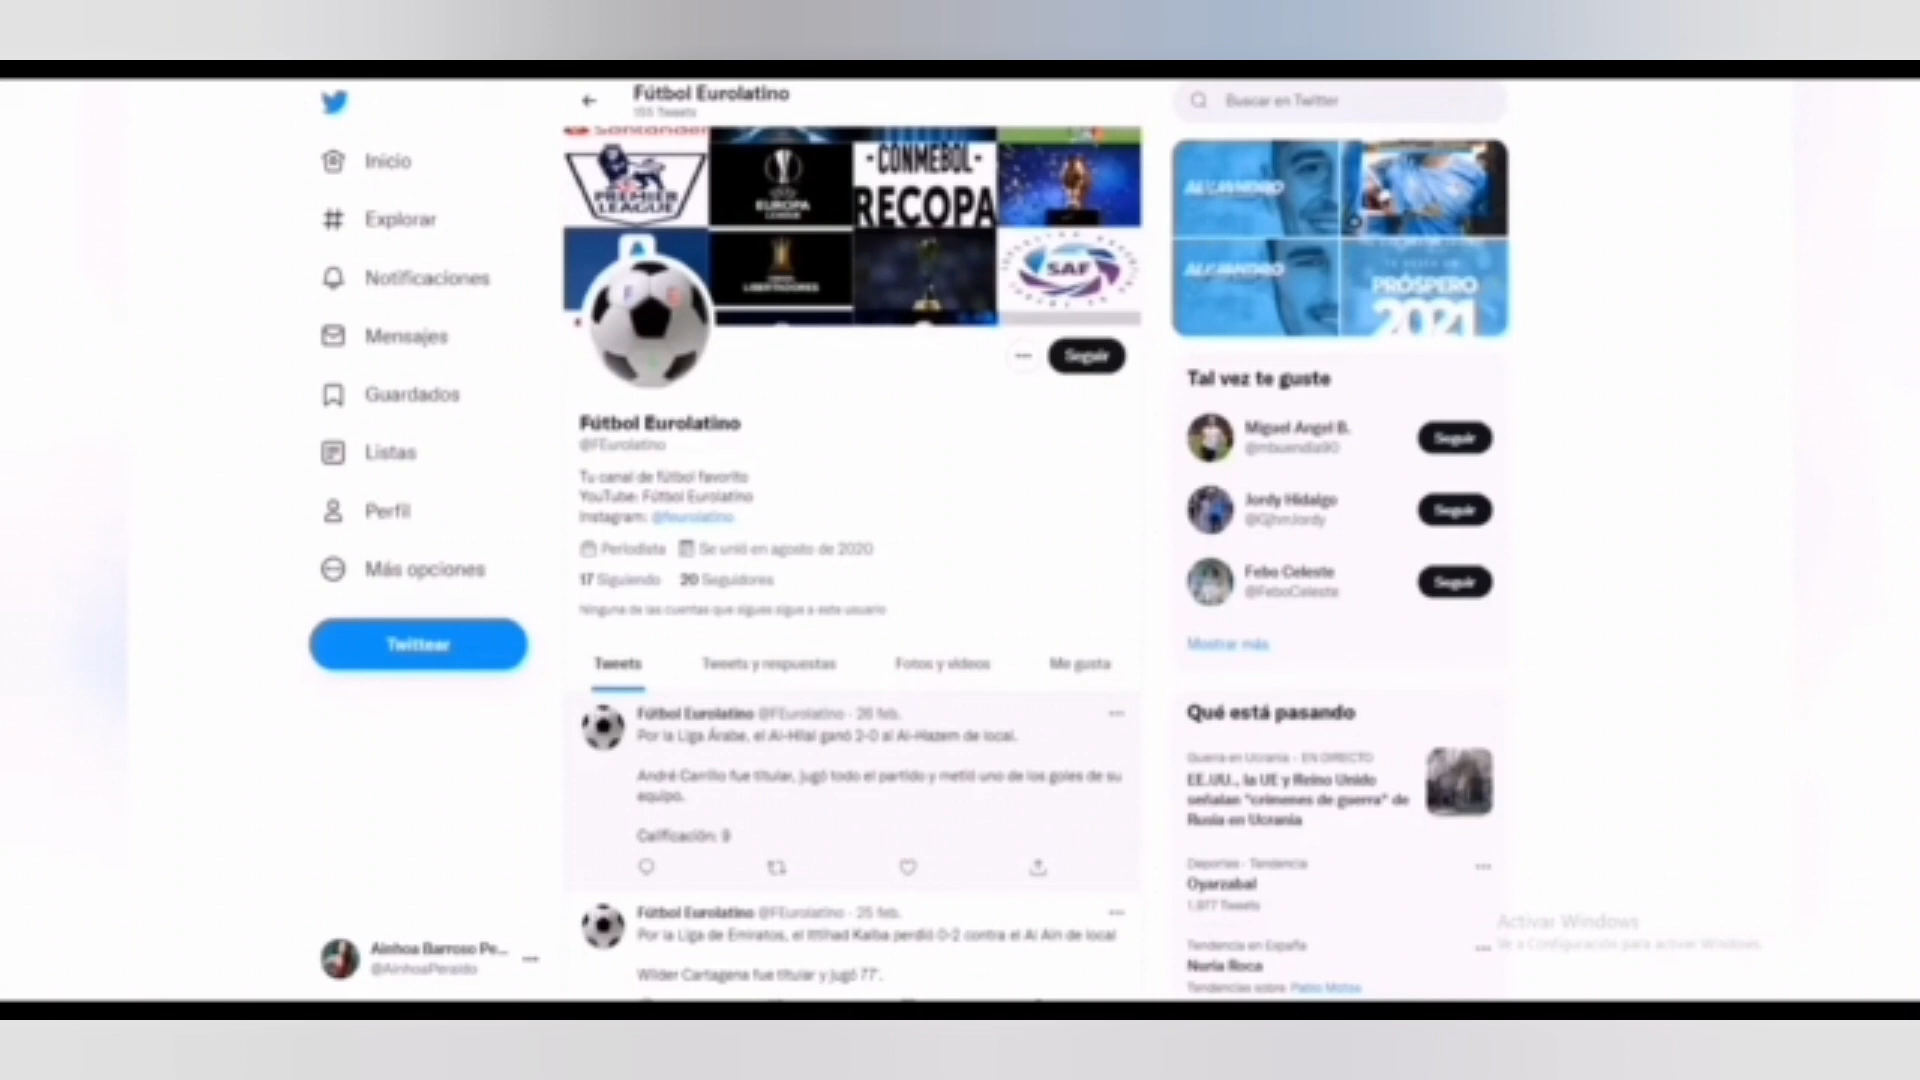 Fútbol Eurolatino
155 Tweets
Buscar en Twitter
Inicio
Explorar
Notificaciones
Mensajes
Guardados
Listas
Perfil
Más opciones
Twittear
Ainhoa Barroso Pe...
@AinhoaPeraldo
Santander
PREMIER
LEAGUE
EUROPA
LEAGUE
·CONMEBOL·
RECOPA
LIBERTADORES
SAF
Seguir
Fútbol Eurolatino
@FEurolatino
Tu canal de fútbol favorito
YouTube: Fútbol Eurolatino
Instagram: @feurolatino
Periodista Se unió en agosto de 2020
17 Siguiendo 20 Seguidores
Ninguna de las cuentas que sigues sigue a este usuario
Tweets Tweets y respuestas Fotos y vídeos Me gusta
Fútbol Eurolatino @FEurolatino · 26 feb.
Por la Liga Árabe, el Al-Hilal ganó 2-0 al Al-Hazem de local.
André Carrillo fue titular, jugó todo el partido y metió uno de los goles de su
equipo.
Calificación: 9
Fútbol Eurolatino @FEurolatino · 25 feb.
Por la Liga de Emiratos, el Ittihad Kalba perdió 0-2 contra el Al Ain de local
Wilder Cartagena fue titular y jugó 77'.
ALEJANDRO
ALEJANDRO
PRÓSPERO
2021
Tal vez te guste
Miguel Angel B.
@mbuendia90
Seguir
Jordy Hidalgo
@QjhmJordy
Seguir
Febo Celeste
@FeboCeleste
Seguir
Mostrar más
Qué está pasando
Guerra en Ucrania · EN DIRECTO
EE.UU., la UE y Reino Unido
señalan "crímenes de guerra" de
Rusia en Ucrania
Deportes · Tendencia
Oyarzabal
1.877 Tweets
Tendencia en España
Nuria Roca
Tendencias sobre Pablo Motos
Activar Windows
Ve a Configuración para activar Windows.